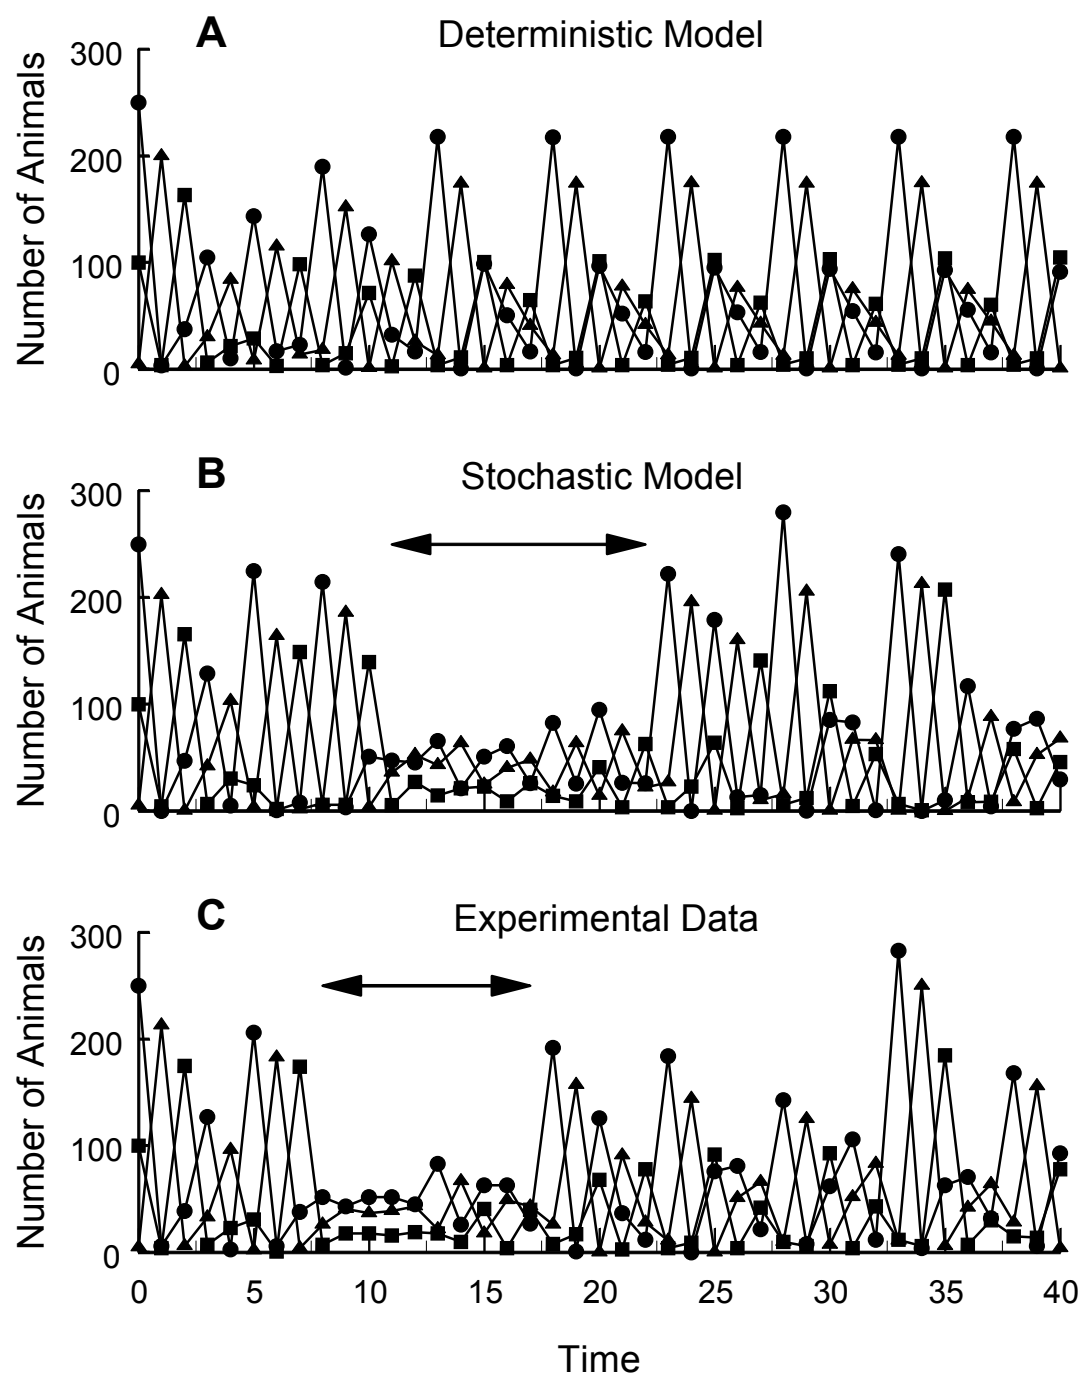 A Deterministic Model
Number of Animals
300
200
100
0
B Stochastic Model
Number of Animals
300
200
100
0
C Experimental Data
Number of Animals
300
200
100
0
0 5 10 15 20 25 30 35 40
Time